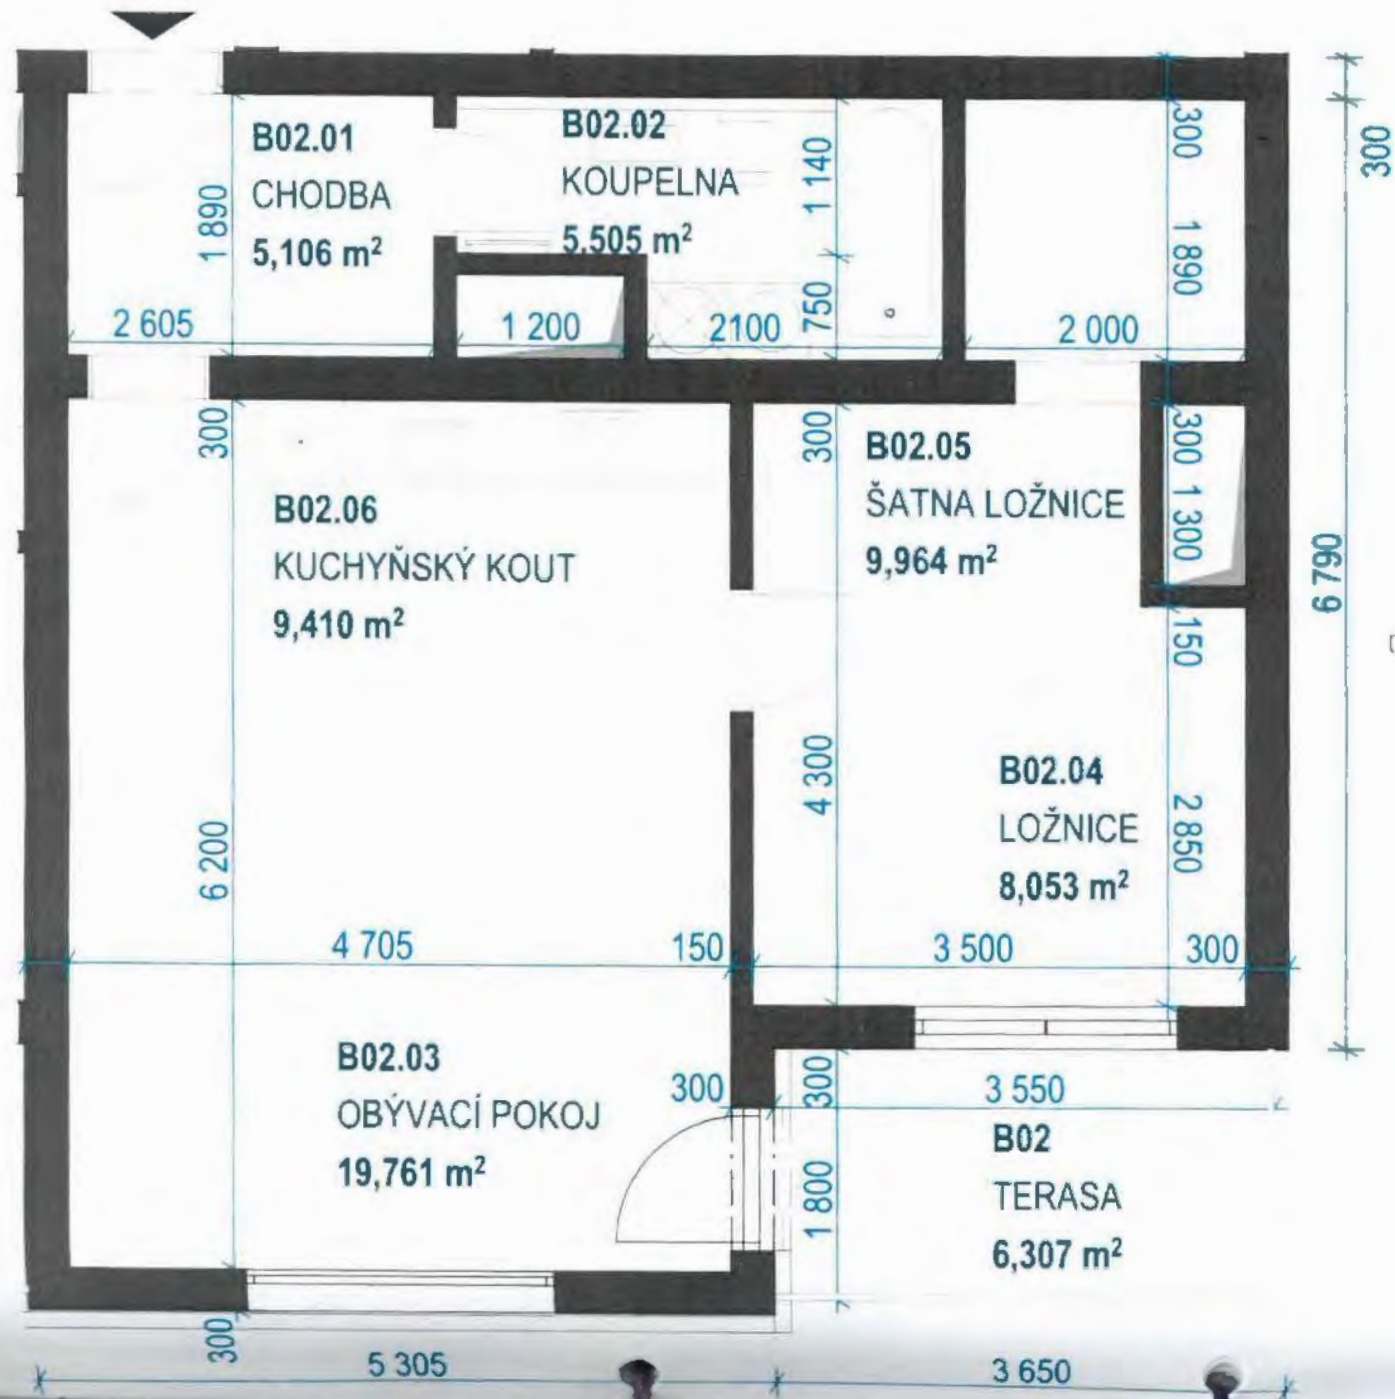 B02.01
CHODBA
5,106 m²
B02.02
KOUPELNA
5,505 m²
1 890
2 605
1 200
2100
1 140
750
2 000
300
1 890
300
300
B02.06
KUCHYŇSKÝ KOUT
9,410 m²
300
B02.05
ŠATNA LOŽNICE
9,964 m²
300
1 300
150
6 790
B02.04
LOŽNICE
8,053 m²
6 200
4 300
2 850
4 705
150
3 500
300
B02.03
OBÝVACÍ POKOJ
19,761 m²
300
300
3 550
B02
TERASA
6,307 m²
1 800
300
5 305
3 650